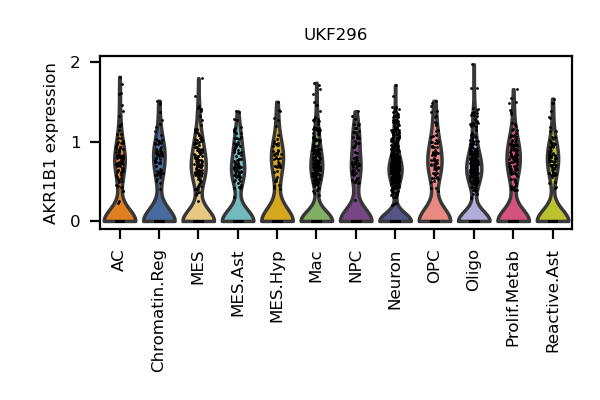 UKF296
AKR1B1 expression
2
1
0
AC
Chromatin.Reg
MES
MES.Ast
MES.Hyp
Mac
NPC
Neuron
OPC
Oligo
Prolif.Metab
Reactive.Ast